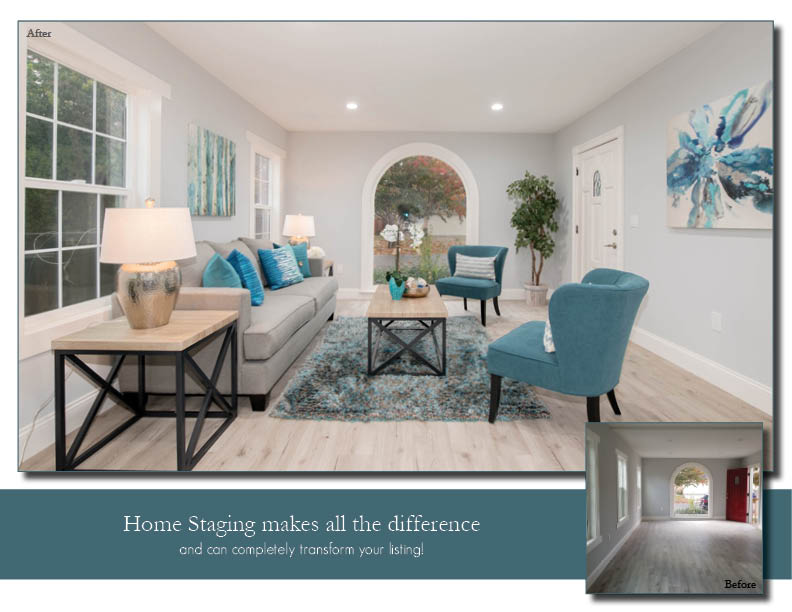 After
Home Staging makes all the difference
and can completely transform your listing!
Before